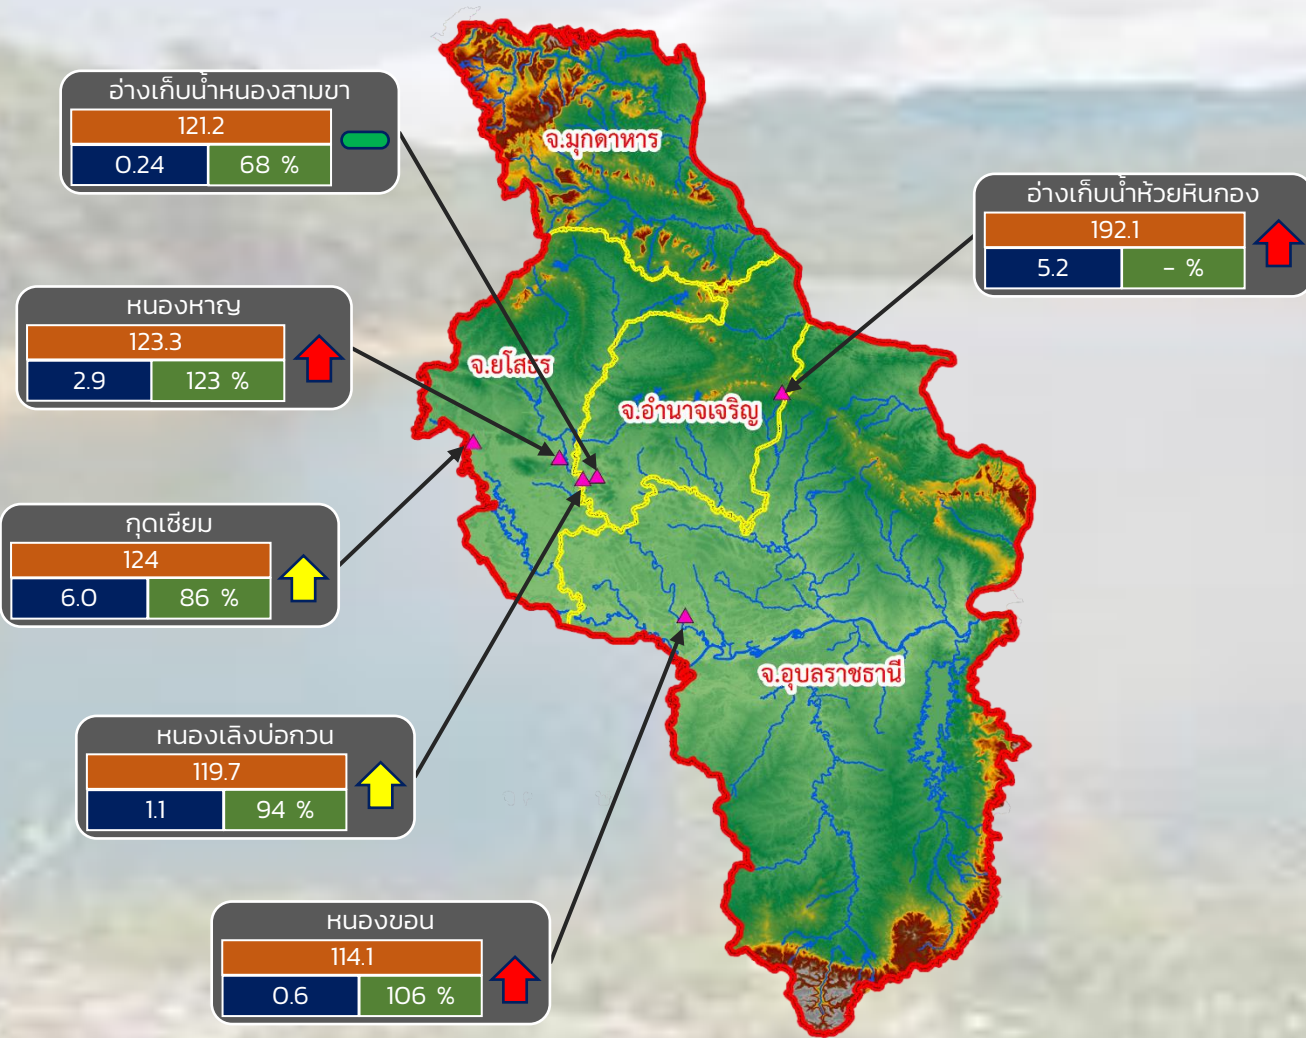 อ่างเก็บน้ำหนองสามขา
121.2
0.24 68 %
จ.มุกดาหาร
อ่างเก็บน้ำห้วยหินกอง
192.1
5.2 - %
หนองหาญ
123.3
2.9 123 %
จ.ยโสธร
จ.อำนาจเจริญ
กุดเซียม
124
6.0 86 %
จ.อุบลราชธานี
หนองเลิงบ่อกวน
119.7
1.1 94 %
หนองขอน
114.1
0.6 106 %